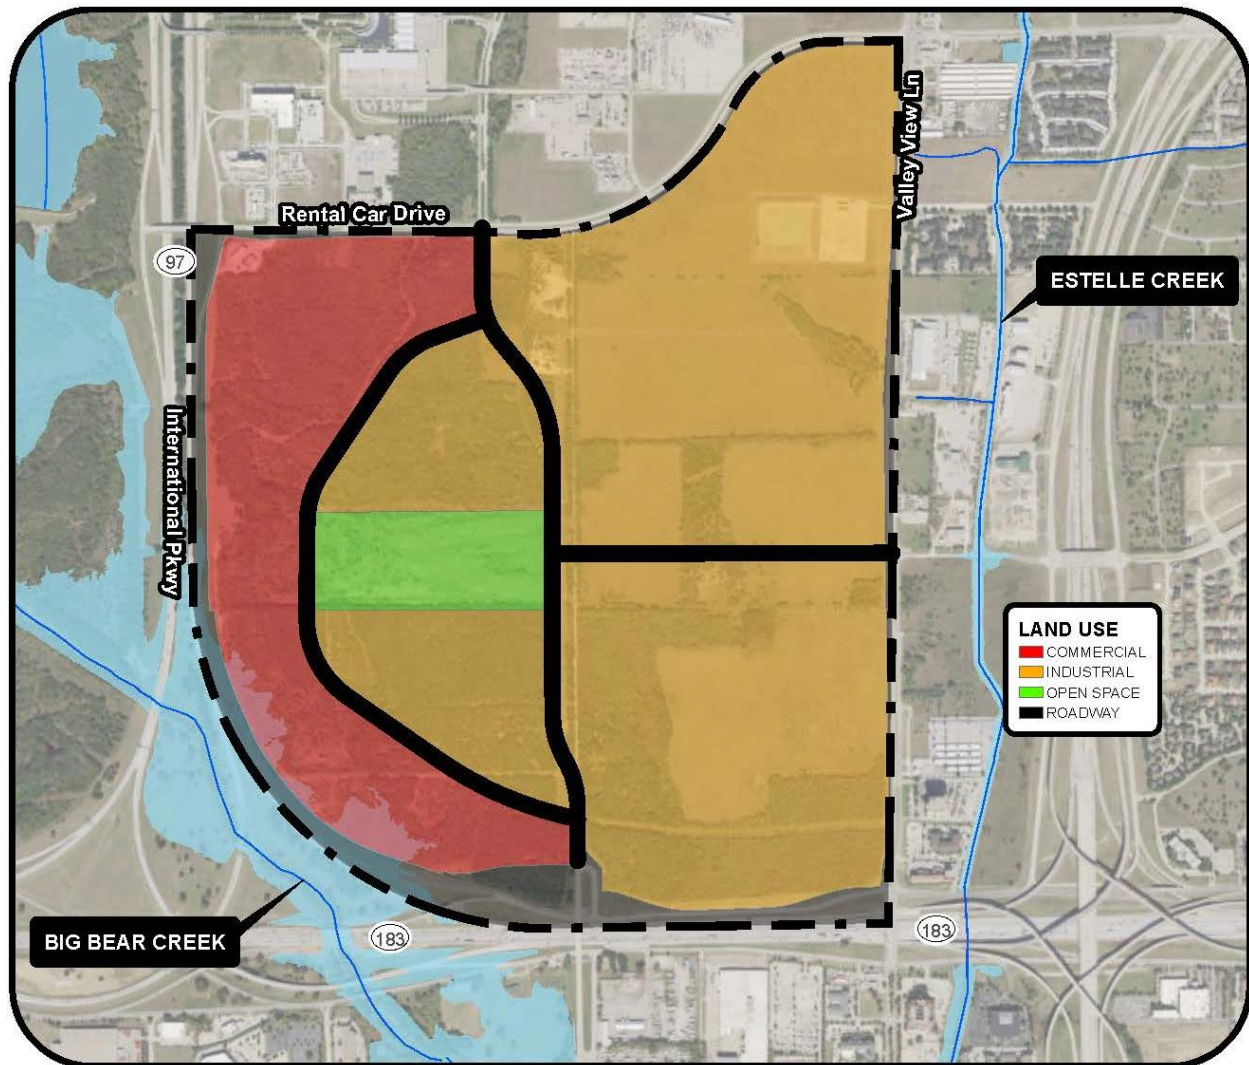 Rental Car Drive
Valley View Ln
97
ESTELLE CREEK
International Pkwy
LAND USE
COMMERCIAL
INDUSTRIAL
OPEN SPACE
ROADWAY
BIG BEAR CREEK
183
183